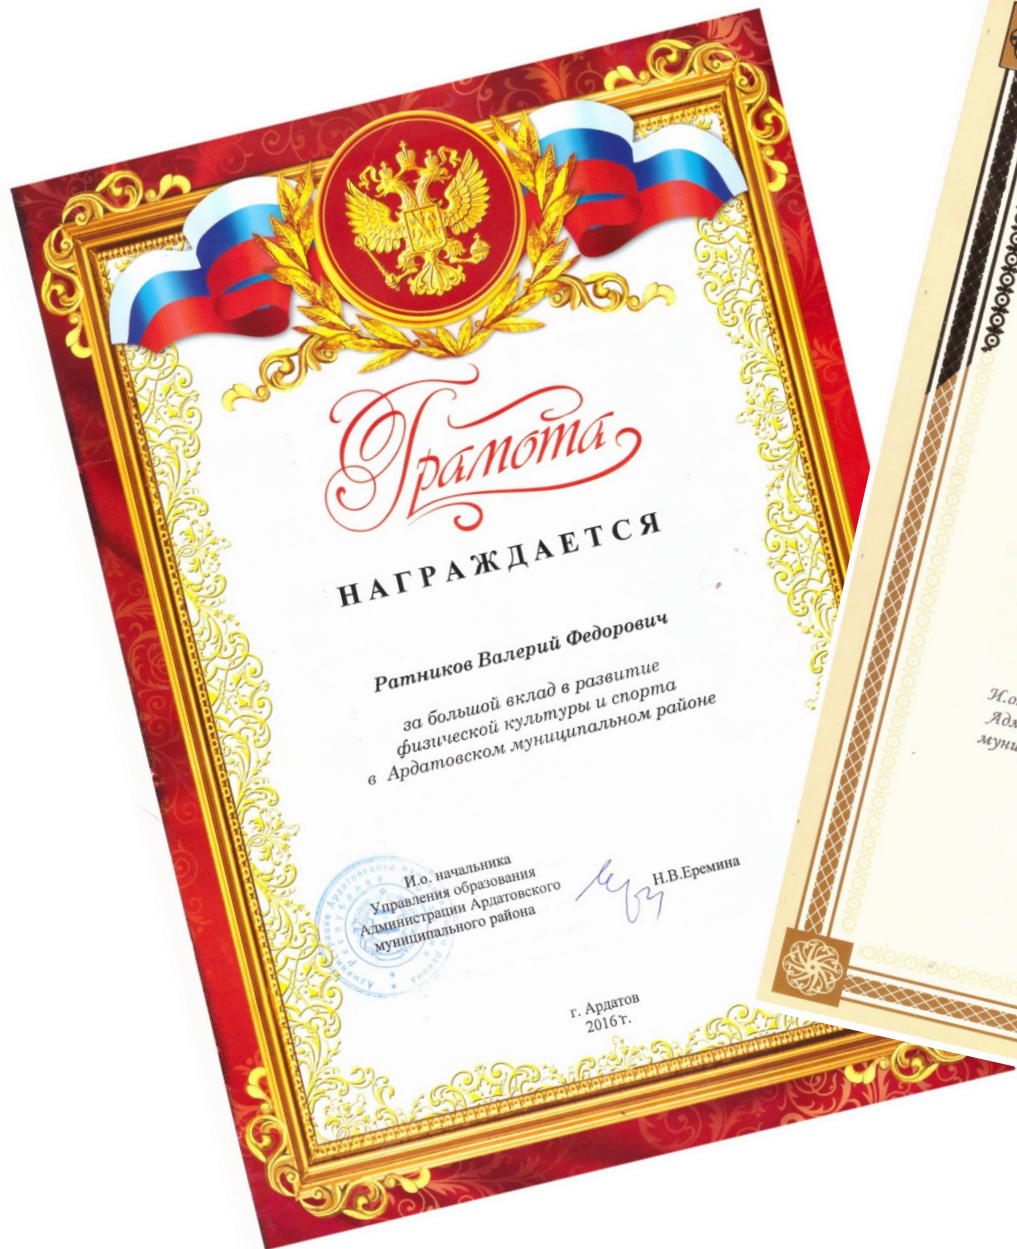 Грамота
НАГРАЖДАЕТСЯ
Ратников Валерий Федорович
за большой вклад в развитие
физической культуры и спорта
в Ардатовском муниципальном районе
И.о. начальника
Управления образования
Администрации Ардатовского
муниципального района
Н.В.Еремина
г. Ардатов
2016 г.
И.о.